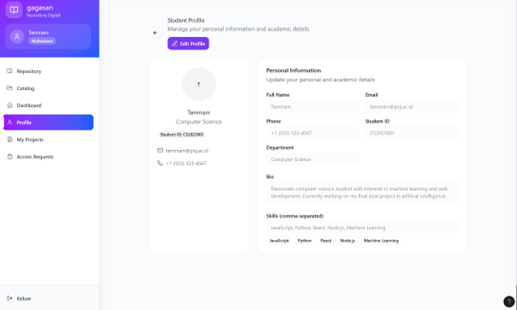 gagasan
Repository Digital
Tammam
Mahasiswa
Repository
Catalog
Dashboard
Profile
My Projects
Access Requests
Keluar
Student Profile
Manage your personal information and academic details
Edit Profile
T
Tammam
Computer Science
Student ID: CS2021001
tammam@pnj.ac.id
+1 (555) 123-4567
Personal Information
Update your personal and academic details
Full Name
Email
Tammam
tammam@pnj.ac.id
Phone
Student ID
+1 (555) 123-4567
CS2021001
Department
Computer Science
Bio
Passionate computer science student with interests in machine learning and web
development. Currently working on my final year project in artificial intelligence.
Skills (comma-separated)
JavaScript, Python, React, Node.js, Machine Learning
JavaScript Python React Node.js Machine Learning
?